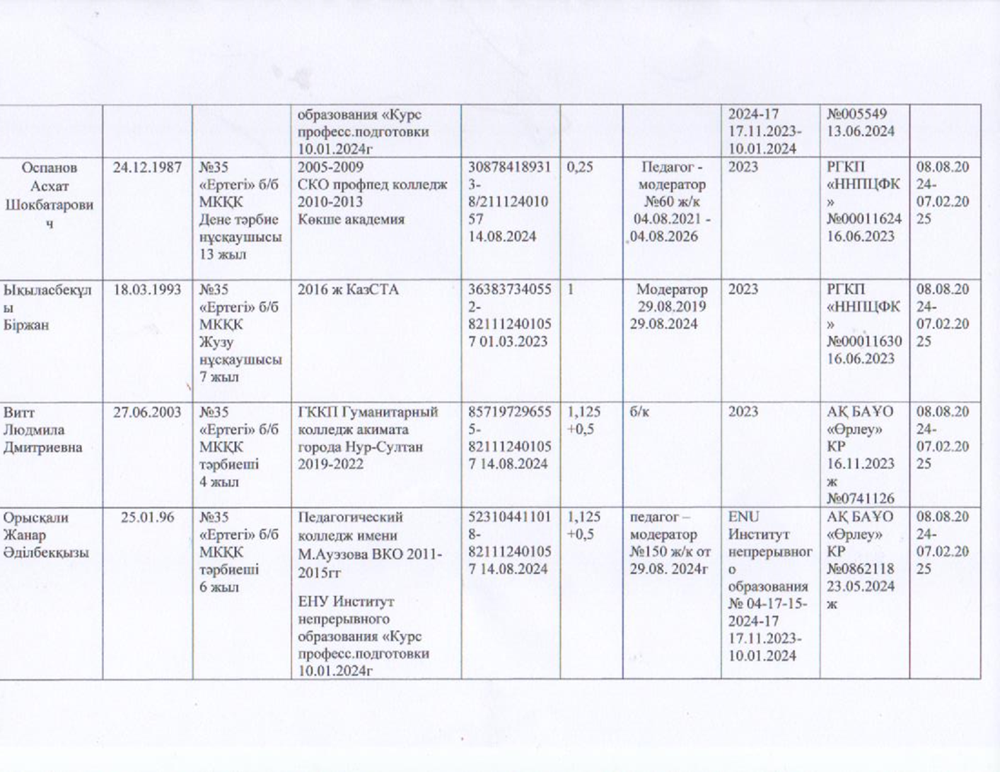 образования «Курс
професс.подготовки
10.01.2024г
2024-17
17.11.2023-
10.01.2024
№005549
13.06.2024
Оспанов
Асхат
Шокбатарови
ч
24.12.1987
№35
«Ертегі» б/б
МКҚК
Дене тәрбие
нұсқаушысы
13 жыл
2005-2009
СКО профпед колледж
2010-2013
Көкше академия
30878418931
3-
8/211124010
57
14.08.2024
0,25
Педагог -
модератор
№60 ж/к
04.08.2021 -
04.08.2026
2023
РГКП
«ННПЦФК
»
№00011624
16.06.2023
08.08.20
24-
07.02.20
25
Ықыласбекұл
ы
Біржан
18.03.1993
№35
«Ертегі» б/б
МКҚК
Жузу
нұсқаушысы
7 жыл
2016 ж КазСТА
36383734055
2-
82111240105
7 01.03.2023
1
Модератор
29.08.2019
29.08.2024
2023
РГКП
«ННПЦФК
»
№00011630
16.06.2023
08.08.20
24-
07.02.20
25
Витт
Людмила
Дмитриевна
27.06.2003
№35
«Ертегі» б/б
МКҚК
тәрбиеші
4 жыл
ГККП Гуманитарный
колледж акимата
города Нур-Султан
2019-2022
85719729655
5-
82111240105
7 14.08.2024
1,125
+0,5
б/к
2023
АҚ БАҰО
«Өрлеу»
КР
16.11.2023
ж
№0741126
08.08.20
24-
07.02.20
25
Орысқали
Жанар
Әділбекқызы
25.01.96
№35
«Ертегі» б/б
МКҚК
тәрбиеші
6 жыл
Педагогический
колледж имени
М.Ауэзова ВКО 2011-
2015гг
ЕНУ Институт
непрерывного
образования «Курс
професс.подготовки
10.01.2024г
52310441101
8-
82111240105
7 14.08.2024
1,125
+0,5
педагог –
модератор
№150 ж/к от
29.08. 2024г
ENU
Институт
непрерывног
о
образования
№ 04-17-15-
2024-17
17.11.2023-
10.01.2024
АҚ БАҰО
«Өрлеу»
КР
№0862118
23.05.2024
ж
08.08.20
24-
07.02.20
25